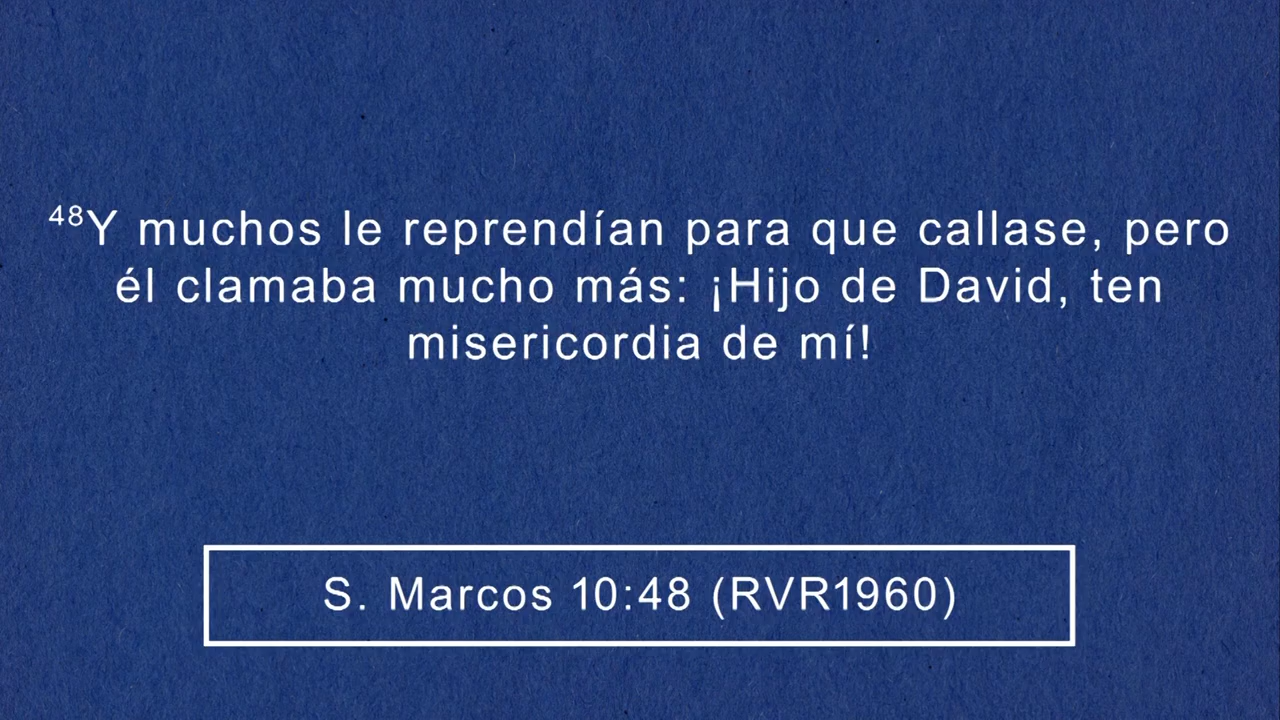 ⁴⁸Y muchos le reprendían para que callase, pero
él clamaba mucho más: ¡Hijo de David, ten
misericordia de mí!
S. Marcos 10:48 (RVR1960)